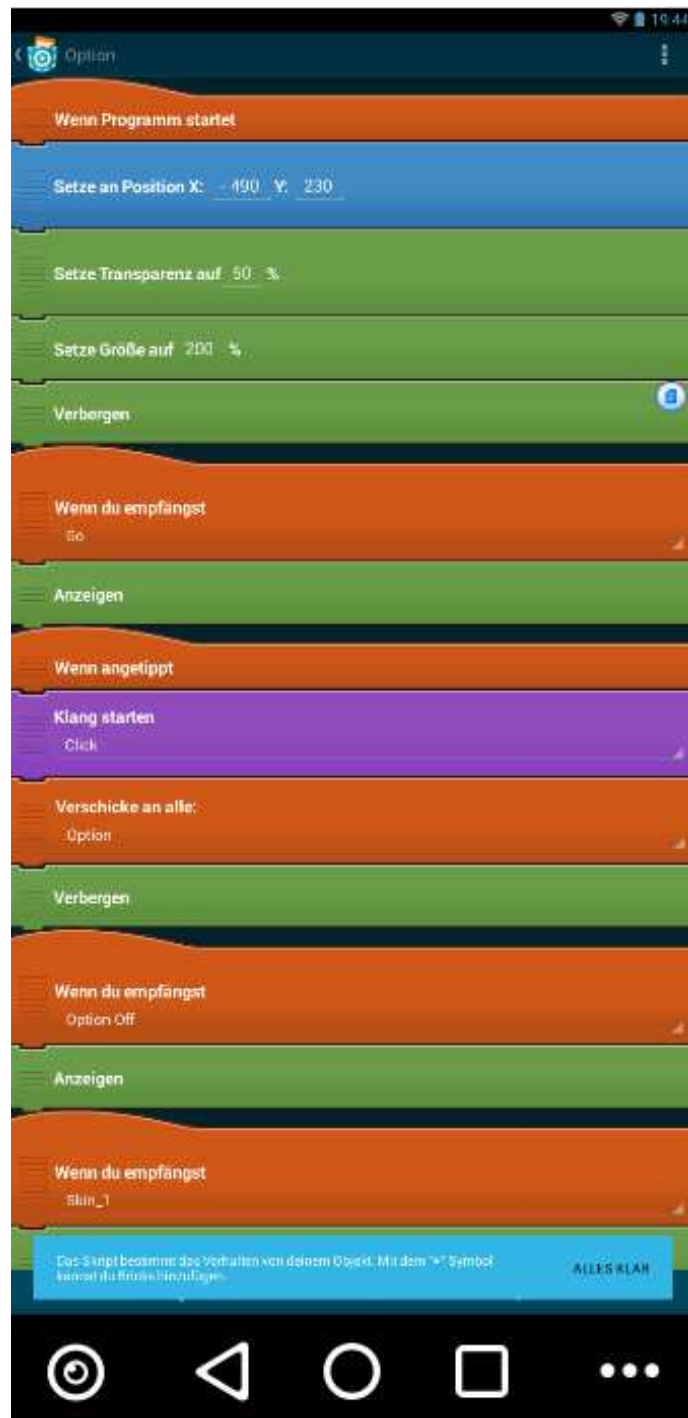 19:44
Option
Wenn Programm startet
Setze an Position X: - 490 Y: 230
Setze Transparenz auf 50 %
Setze Größe auf 200 %
Verbergen
Wenn du empfängst
Go
Anzeigen
Wenn angetippt
Klang starten
Click
Verschicke an alle:
Option
Verbergen
Wenn du empfängst
Option Off
Anzeigen
Wenn du empfängst
Skin_1
Das Skript bestimmt das Verhalten von deinem Objekt. Mit dem "+" Symbol
kannst du Bricks hinzufügen.
ALLES KLAR